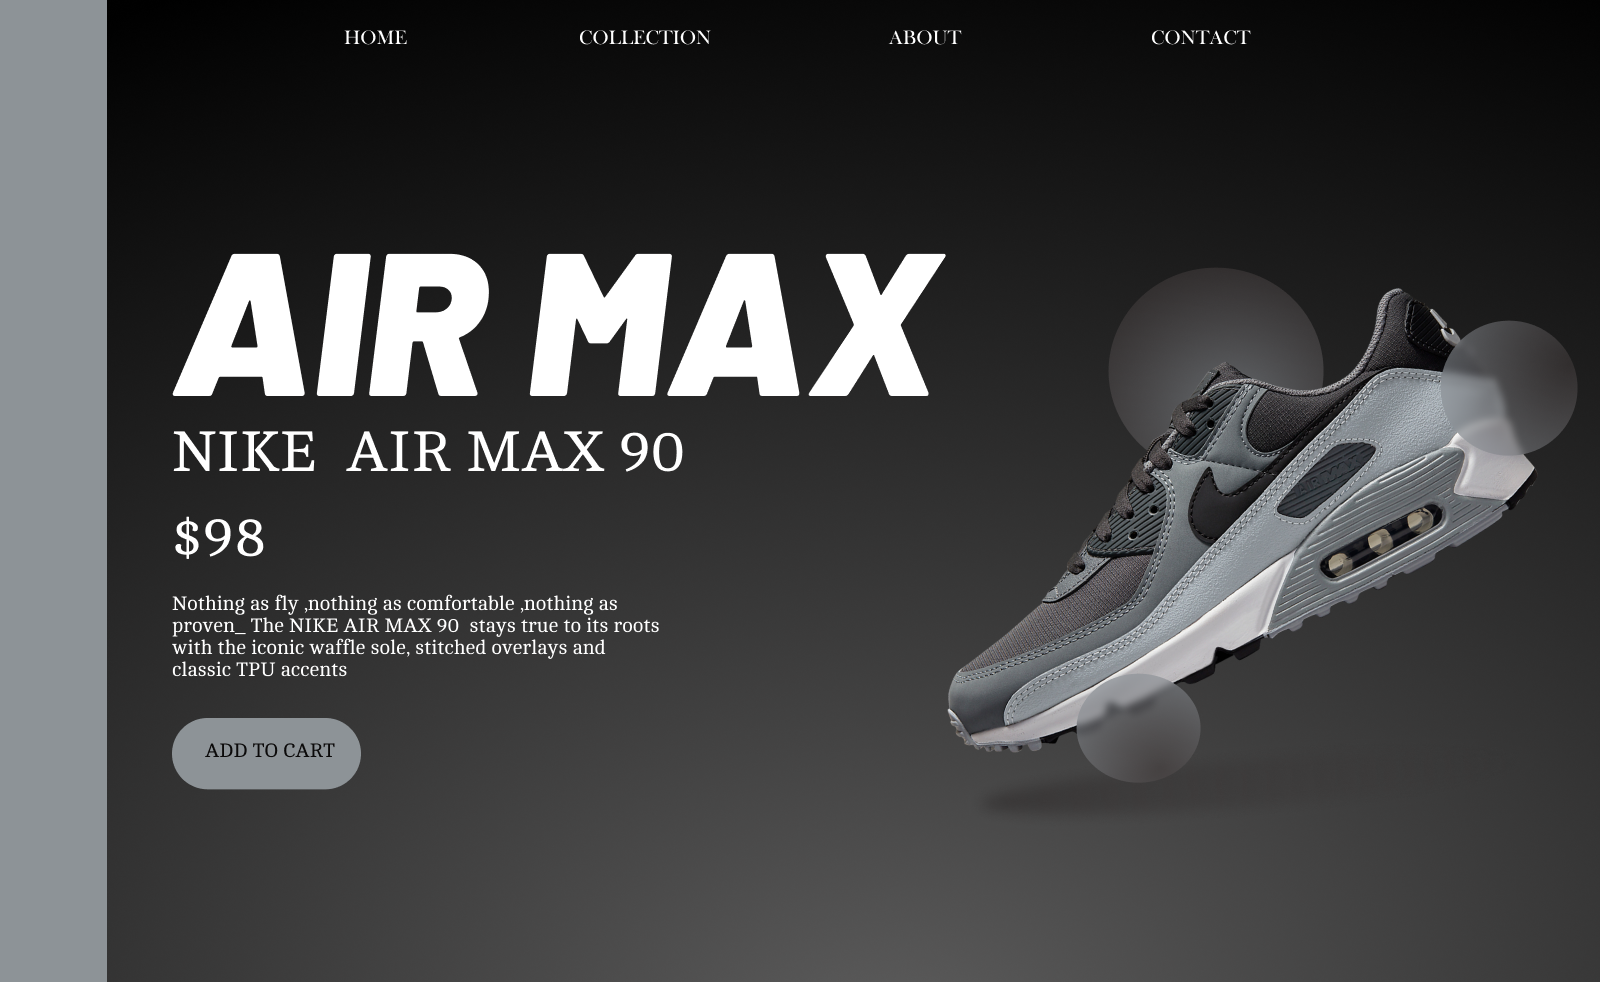 HOME COLLECTION ABOUT CONTACT
AIR MAX
NIKE  AIR MAX 90
$98
Nothing as fly ,nothing as comfortable ,nothing as
proven_ The NIKE AIR MAX 90  stays true to its roots
with the iconic waffle sole, stitched overlays and
classic TPU accents
ADD TO CART